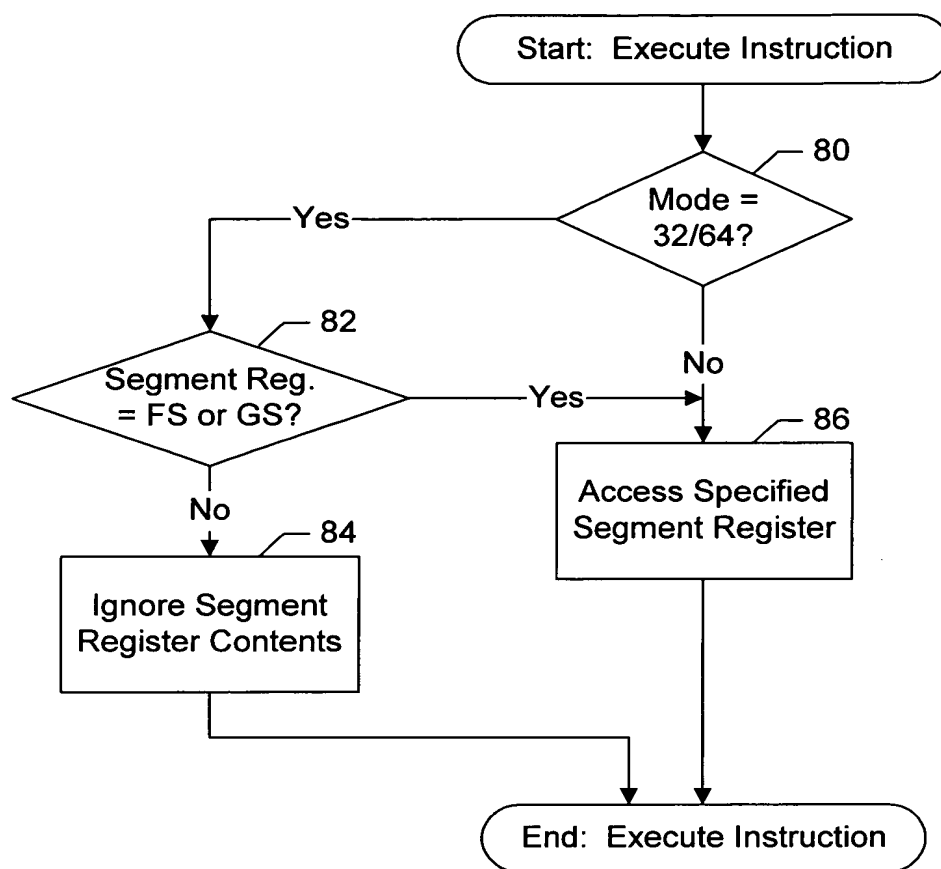 Start: Execute Instruction
80
Mode =
32/64?
Yes
82
No
Segment Reg.
= FS or GS?
Yes
86
Access Specified
Segment Register
No
84
Ignore Segment
Register Contents
End: Execute Instruction